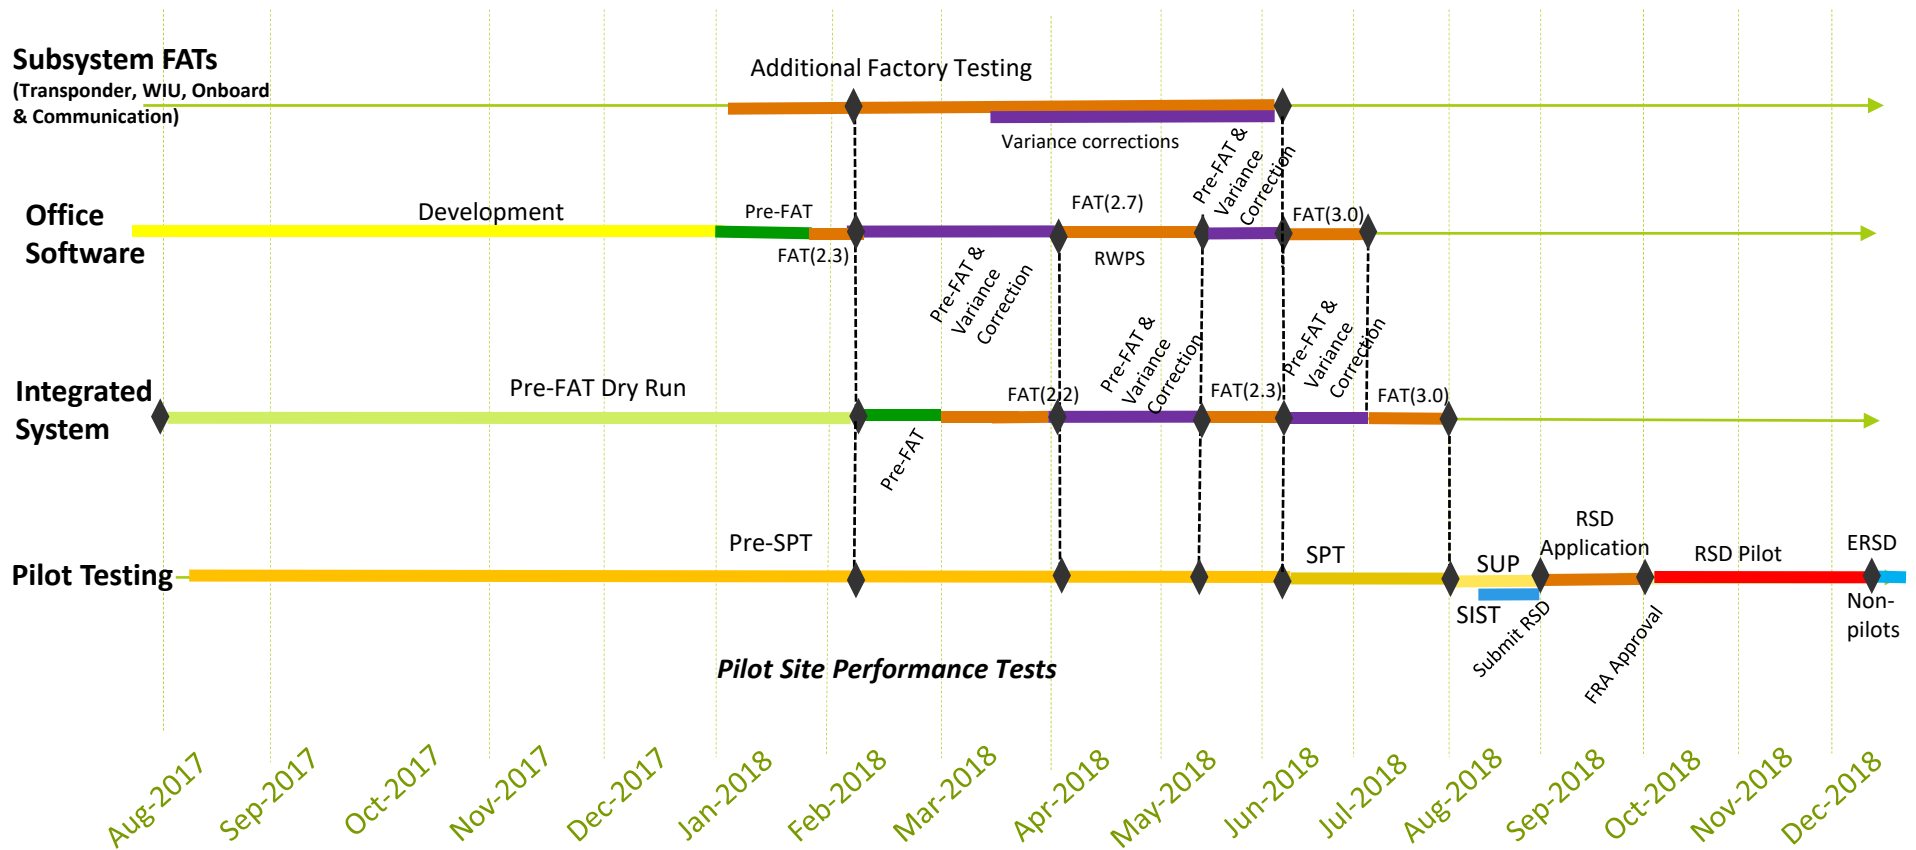 Subsystem FATs
(Transponder, WIU, Onboard
& Communication)
Additional Factory Testing
Variance corrections
Pre-FAT &
Variance
Correction
Office
Software
Development
Pre-FAT
FAT(2.3)
Pre-FAT &
Variance
Correction
FAT(2.7)
RWPS
FAT(3.0)
Integrated
System
Pre-FAT Dry Run
Pre-FAT
FAT(2.2)
Pre-FAT &
Variance
Correction
FAT(2.3)
Pre-FAT &
Variance
Correction
FAT(3.0)
Pilot Testing
Pre-SPT
SPT
SUP
SIST
Submit RSD
RSD
Application
FRA Approval
RSD Pilot
ERSD
Non-
pilots
Pilot Site Performance Tests
Aug-2017
Sep-2017
Oct-2017
Nov-2017
Dec-2017
Jan-2018
Feb-2018
Mar-2018
Apr-2018
May-2018
Jun-2018
Jul-2018
Aug-2018
Sep-2018
Oct-2018
Nov-2018
Dec-2018